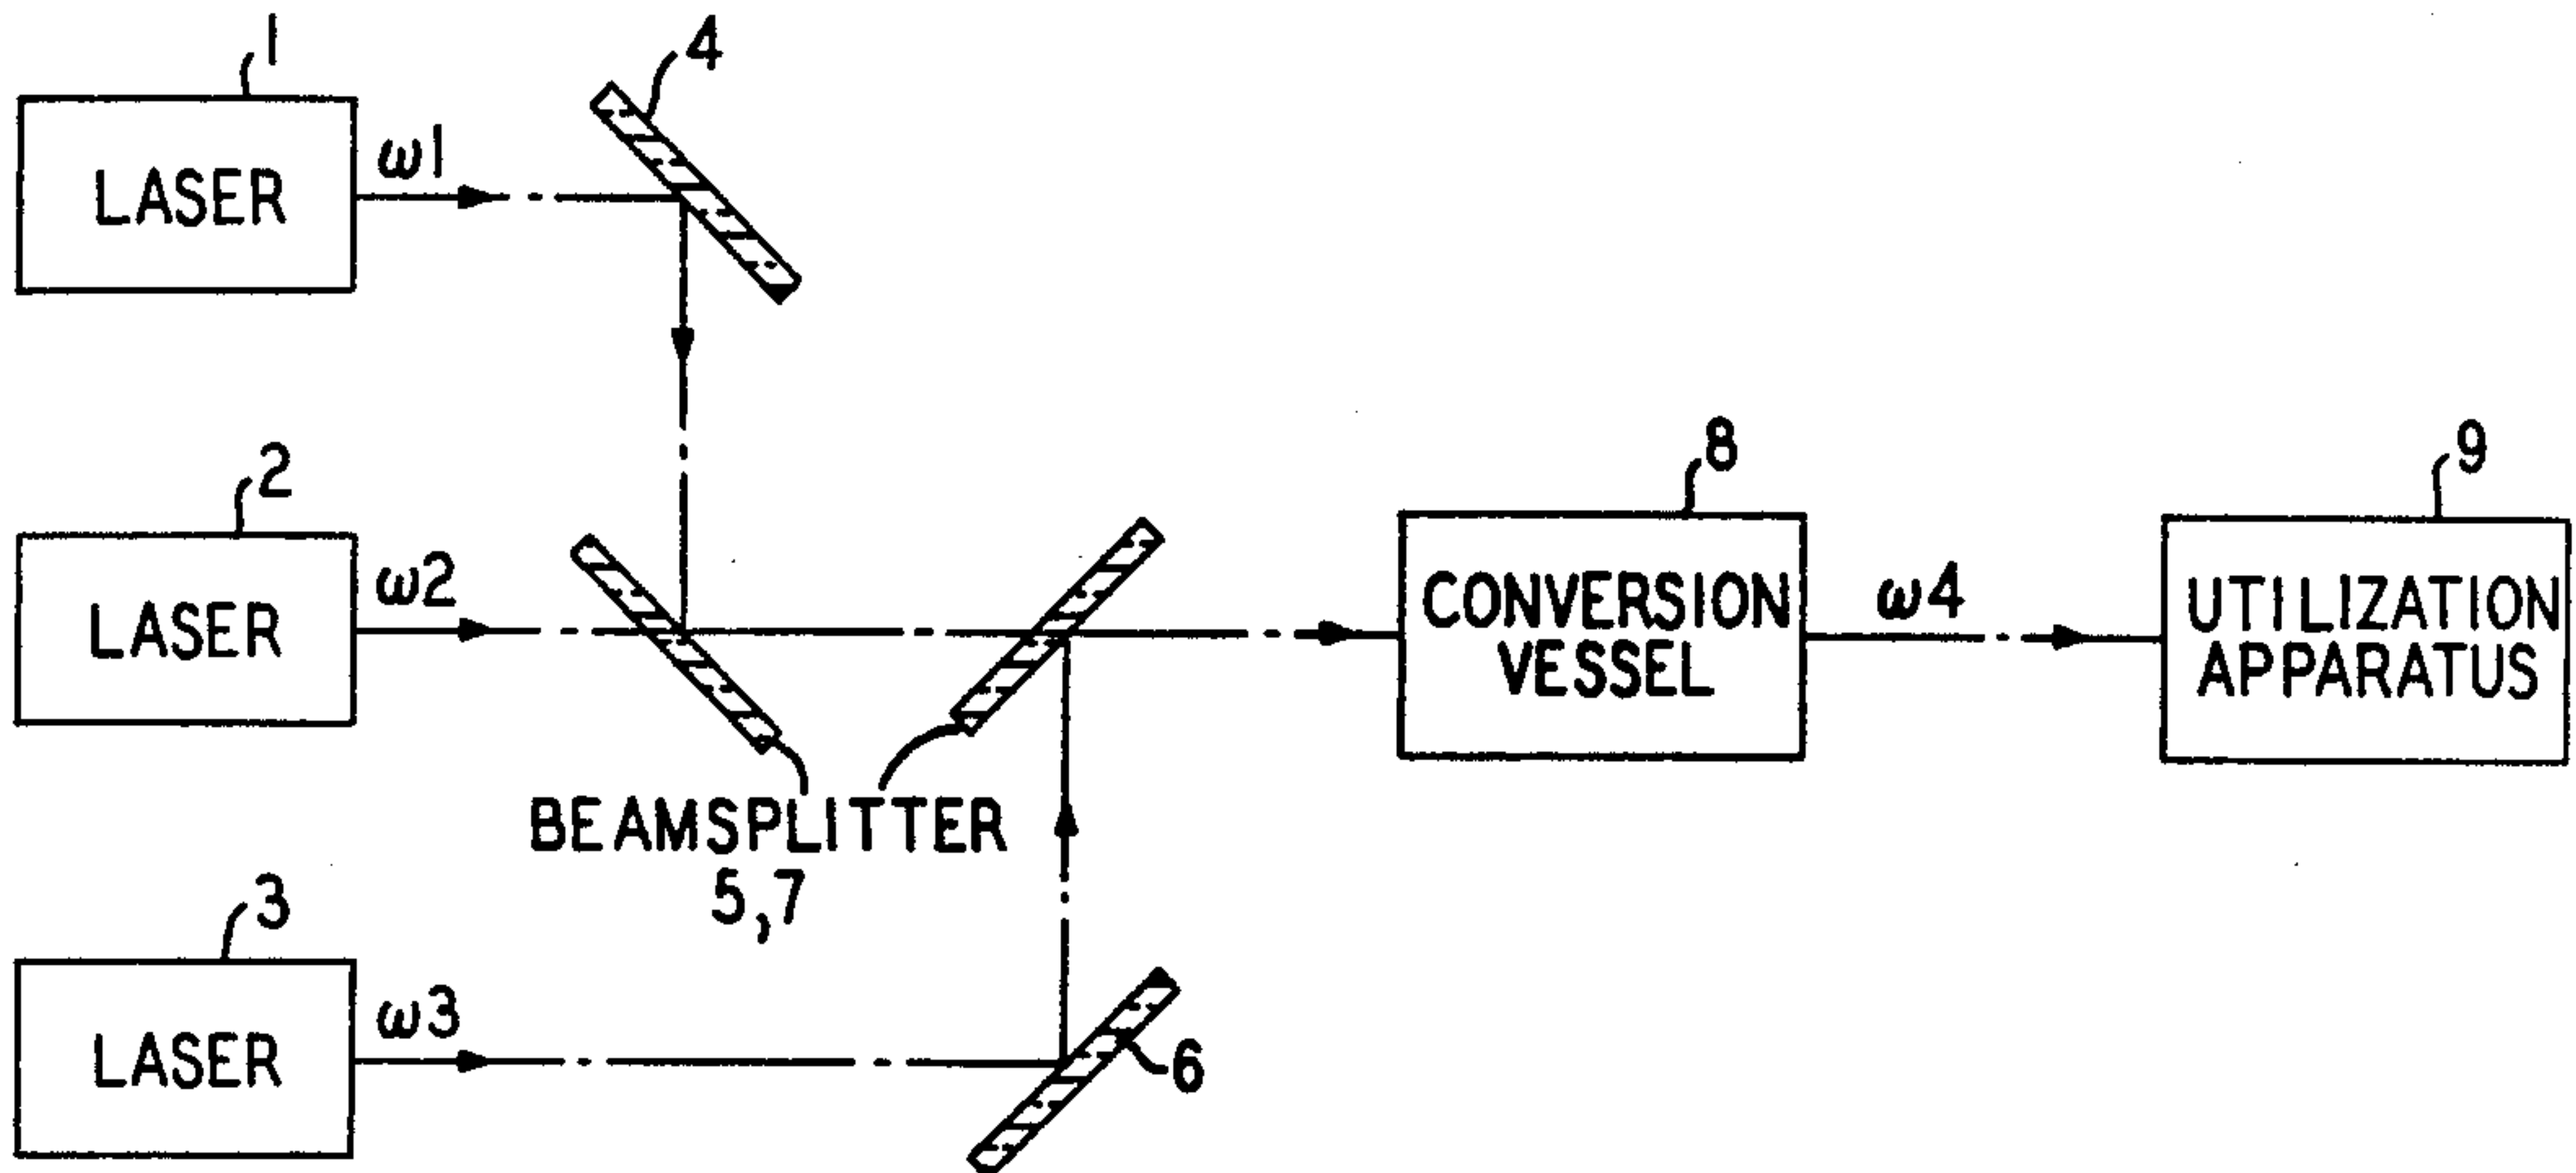 1
LASER
ω1
4
2
LASER
ω2
BEAMSPLITTER
5,7
8
CONVERSION
VESSEL
ω4
9
UTILIZATION
APPARATUS
3
LASER
ω3
6